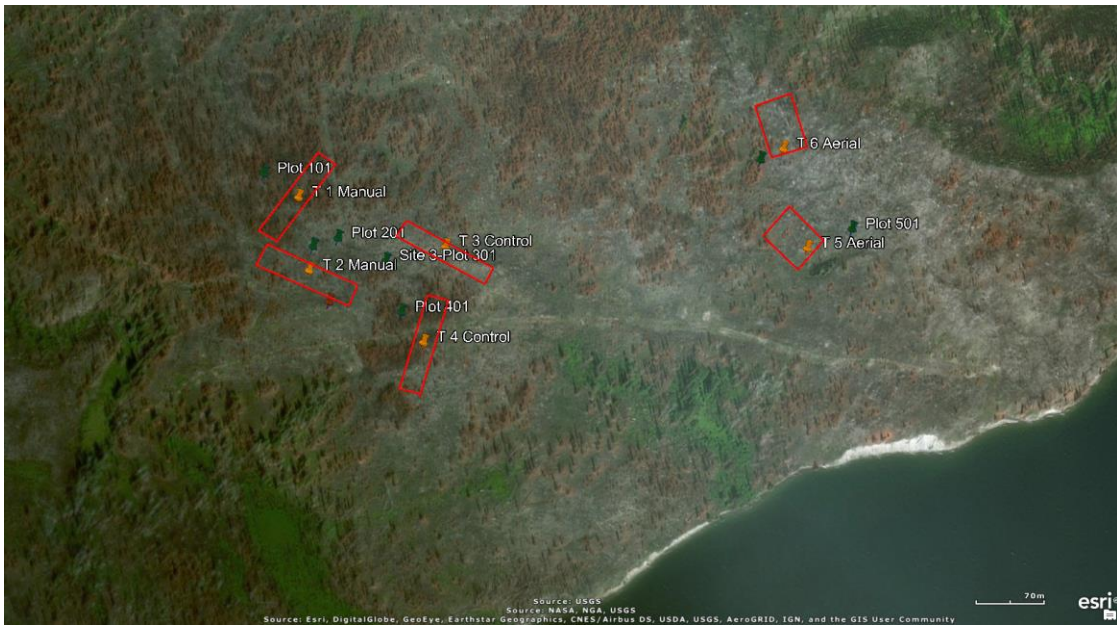 T 6 Aerial
Plot 101
T 1 Manual
Plot 501
Plot 201
T 3 Control
T 5 Aerial
Site 3-Plot 301
T 2 Manual
Plot 401
T 4 Control
Source: USGS
Source: NASA, NGA, USGS
70m
esri
Source: Esri, DigitalGlobe, GeoEye, Earthstar Geographics, CNES/Airbus DS, USDA, USGS, AeroGRID, IGN, and the GIS User Community